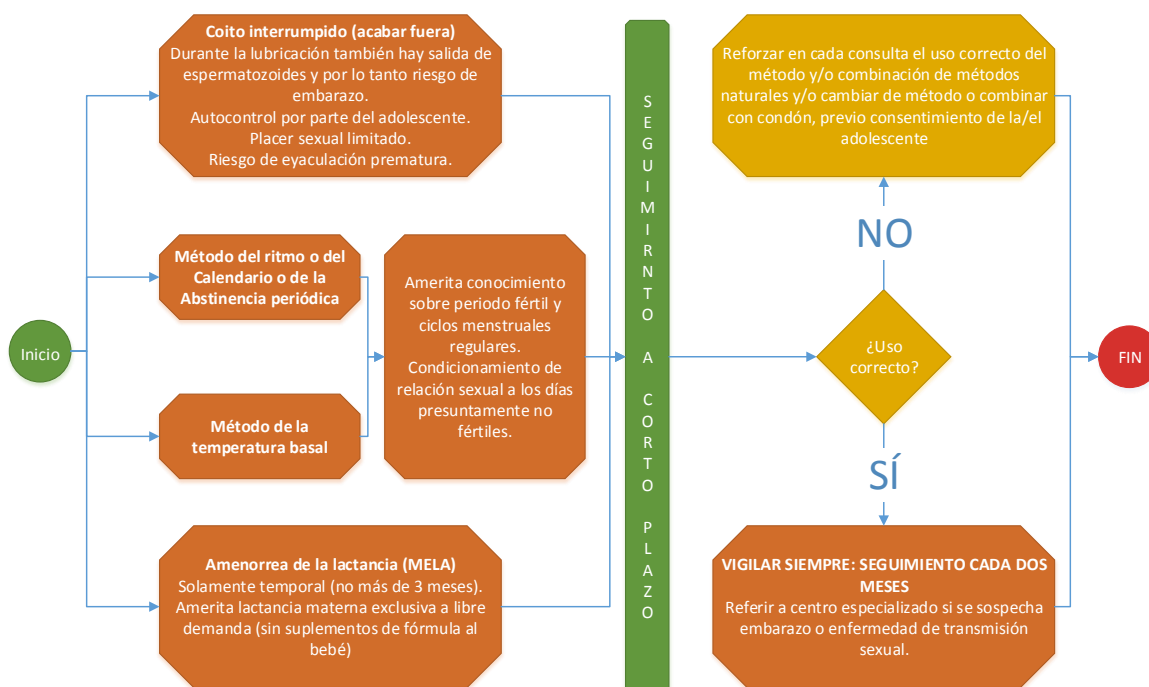 Inicio
Coito interrumpido (acabar fuera)
Durante la lubricación también hay salida de
espermatozoides y por lo tanto riesgo de
embarazo.
Autocontrol por parte del adolescente.
Placer sexual limitado.
Riesgo de eyaculación prematura.
Método del ritmo o del
Calendario o de la
Abstinencia periódica
Método de la
temperatura basal
Amerita conocimiento
sobre periodo fértil y
ciclos menstruales
regulares.
Condicionamiento de
relación sexual a los días
presuntamente no
fértiles.
Amenorrea de la lactancia (MELA)
Solamente temporal (no más de 3 meses).
Amerita lactancia materna exclusiva a libre
demanda (sin suplementos de fórmula al
bebé)
SEGUIMIRNTO A CORTO PLAZO
Reforzar en cada consulta el uso correcto del
método y/o combinación de métodos
naturales y/o cambiar de método o combinar
con condón, previo consentimiento de la/el
adolescente
NO
¿Uso
correcto?
SÍ
VIGILAR SIEMPRE: SEGUIMIENTO CADA DOS
MESES
Referir a centro especializado si se sospecha
embarazo o enfermedad de transmisión
sexual.
FIN